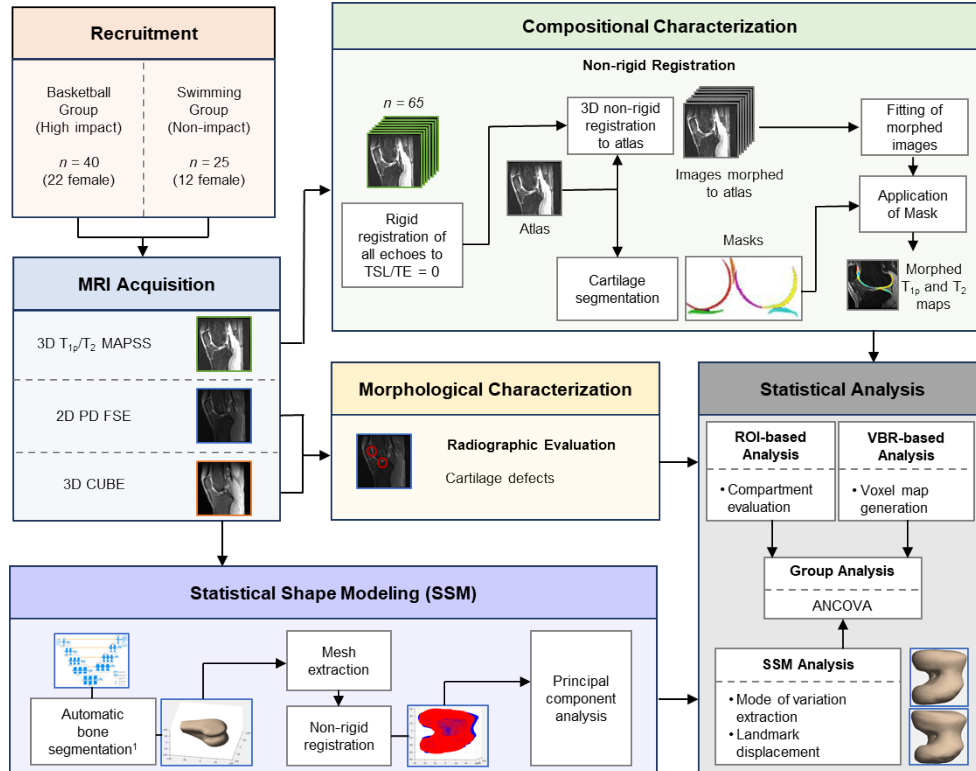 Recruitment
Basketball
Group
(High impact)
n = 40
(22 female)
Swimming
Group
(Non-impact)
n = 25
(12 female)
MRI Acquisition
3D T1ρ/T2 MAPSS
2D PD FSE
3D CUBE
Compositional Characterization
Non-rigid Registration
n = 65
Rigid
registration of
all echoes to
TSL/TE = 0
Atlas
3D non-rigid
registration
to atlas
Images morphed
to atlas
Cartilage
segmentation
Masks
Fitting of
morphed
images
Application
of Mask
Morphed
T1ρ and T2
maps
Morphological Characterization
Radiographic Evaluation
Cartilage defects
Statistical Shape Modeling (SSM)
Automatic
bone
segmentation1
Mesh
extraction
Non-rigid
registration
Principal
component
analysis
Statistical Analysis
ROI-based
Analysis
• Compartment
evaluation
VBR-based
Analysis
• Voxel map
generation
Group Analysis
ANCOVA
SSM Analysis
• Mode of variation
extraction
• Landmark
displacement